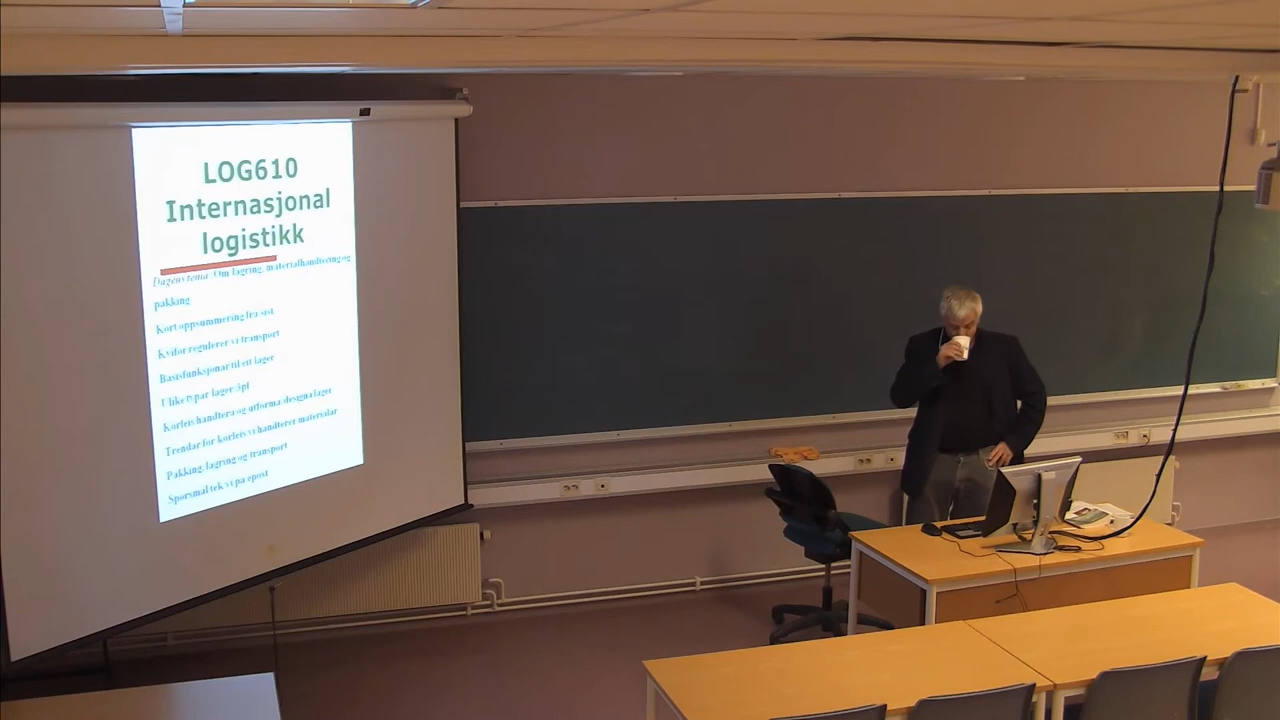 LOG610
Internasjonal
logistikk
Dagens tema: Om lagring, materialhandtering og
pakking
Kort oppsummering fra sist
Kvifor regulerer vi transport
Basisfunksjonar til eit lager
Ulike typar lager 3pl
Korleis handtera og utforma/designa lager
Trendar for korleis vi handterer materialar
Pakking, lagring og transport
Spørsmål tek vi på epost